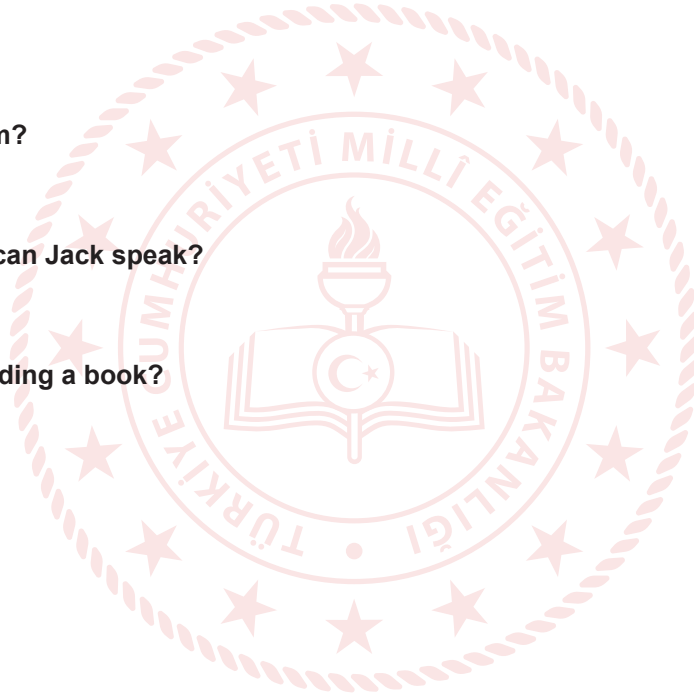 m?
can Jack speak?
ding a book?
TÜRKİYE CUMHURİYETİ MİLLÎ EĞİTİM BAKANLIĞI